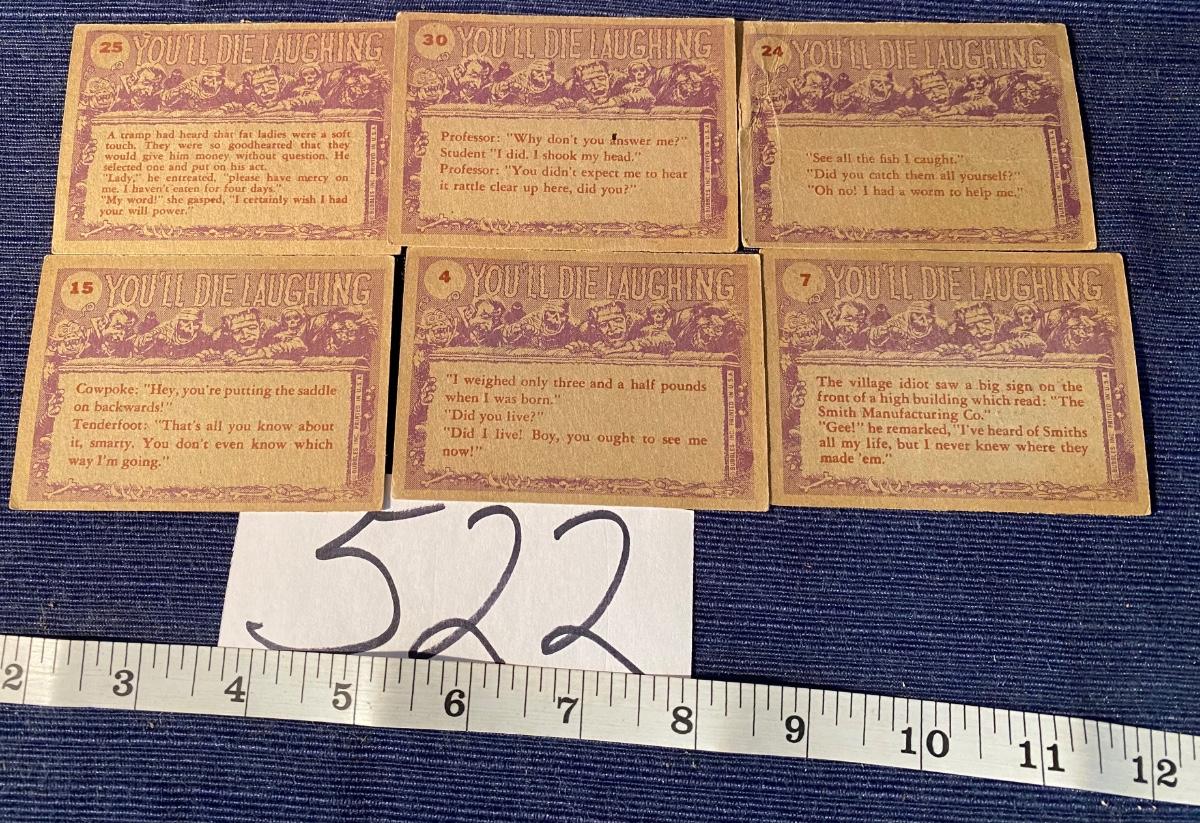 25
YOU'LL DIE LAUGHING
A tramp had heard that fat ladies were a soft
touch. They were so goodhearted that they
would give him money without question. He
selected one and put on his act.
"Lady," he entreated, "please have mercy on
me. I haven't eaten for four days."
"My word!" she gasped, "I certainly wish I had
your will power."
30
YOU'LL DIE LAUGHING
Professor: "Why don't you answer me?"
Student "I did. I shook my head."
Professor: "You didn't expect me to hear
it rattle clear up here, did you?"
24
YOU'LL DIE LAUGHING
"See all the fish I caught."
"Did you catch them all yourself?"
"Oh no! I had a worm to help me."
15
YOU'LL DIE LAUGHING
Cowpoke: "Hey, you're putting the saddle
on backwards!"
Tenderfoot: "That's all you know about
it, smarty. You don't even know which
way I'm going."
PRINTED IN U.S.A.
4
YOU'LL DIE LAUGHING
"I weighed only three and a half pounds
when I was born."
"Did you live?"
"Did I live! Boy, you ought to see me
now!"
BUBBLES INC. PRINTED IN U.S.A.
7
YOU'LL DIE LAUGHING
The village idiot saw a big sign on the
front of a high building which read: "The
Smith Manufacturing Co."
"Gee!" he remarked, "I've heard of Smiths
all my life, but I never knew where they
made 'em."
BUBBLES INC. PRINTED IN U.S.A.
522
2 3 4 5 6 7 8 9 10 11 12